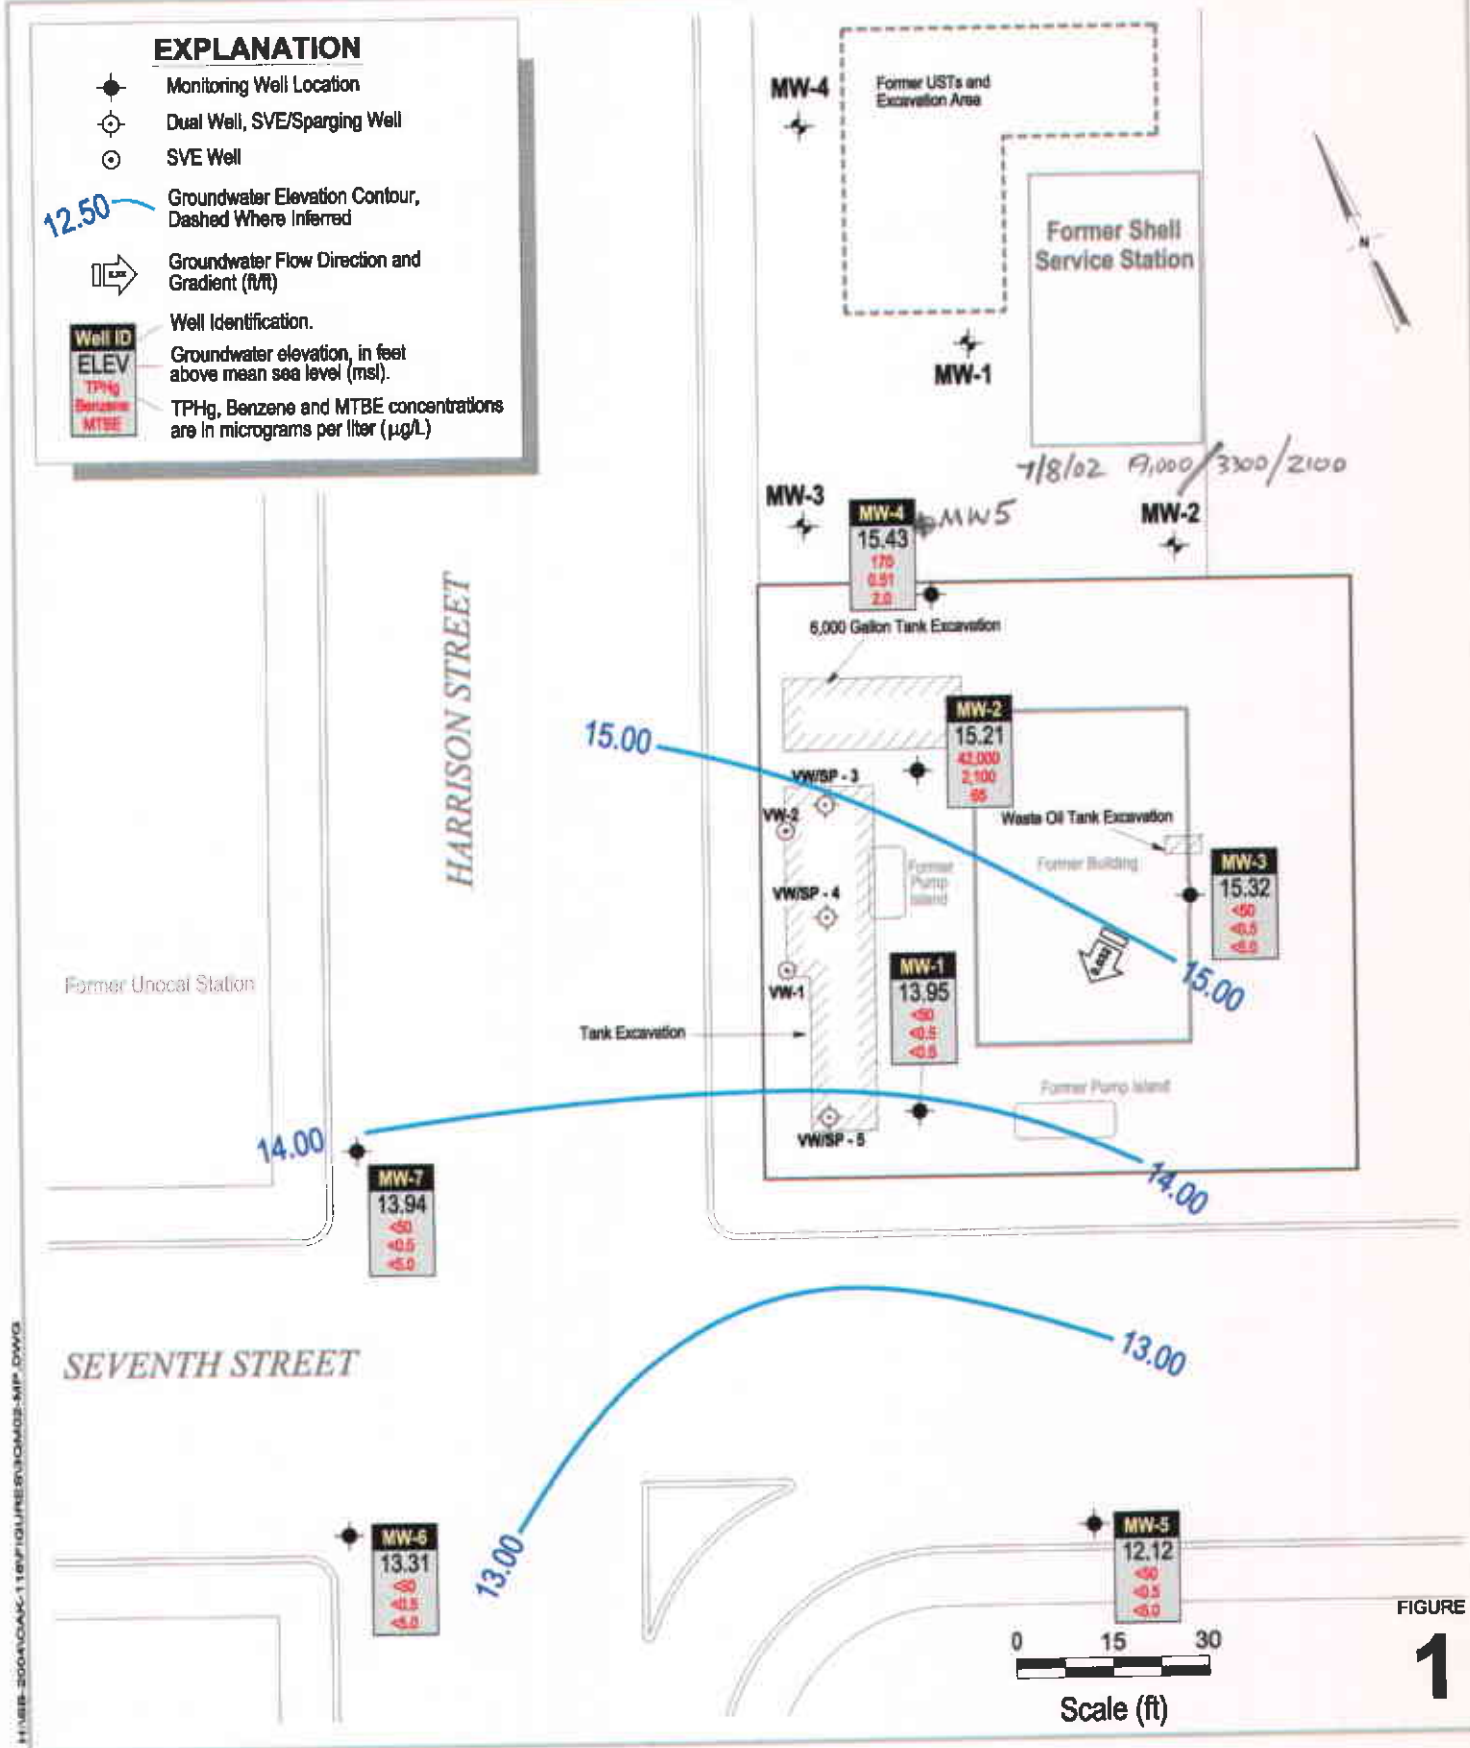 EXPLANATION
Monitoring Well Location
Dual Well, SVE/Sparging Well
SVE Well
12.50
Groundwater Elevation Contour,
Dashed Where Inferred
Groundwater Flow Direction and
Gradient (ft/ft)
Well ID
ELEV
TPHg
Benzene
MTBE
Well Identification.
Groundwater elevation, in feet
above mean sea level (msl).
TPHg, Benzene and MTBE concentrations
are in micrograms per liter (µg/L)
MW-4
Former USTs and
Excavation Area
N
Former Shell
Service Station
MW-1
7/8/02 /3300/2100
MW-3
MW-4
15.43
170
0.51
2.0
MW5
MW-2
6,000 Gallon Tank Excavation
HARRISON STREET
15.00
MW-2
15.21
42,000
2,100
VW/SP - 3
VW-2
Waste Oil Tank Excavation
Former Building
Former
Pump
Island
MW-3
15.32
<50
<0.5
<5.0
VW/SP - 4
MW-1
13.95
<50
<0.5
<0.5
VW-1
15.00
Former Unocal Station
Tank Excavation
Former Pump Island
14.00
VW/SP - 5
14.00
MW-7
13.94
<50
<0.5
<5.0
SEVENTH STREET
13.00
13.00
MW-6
13.31
<50
<0.5
<5.0
MW-5
12.12
<50
<0.5
<5.0
0 15 30
Scale (ft)
FIGURE
1